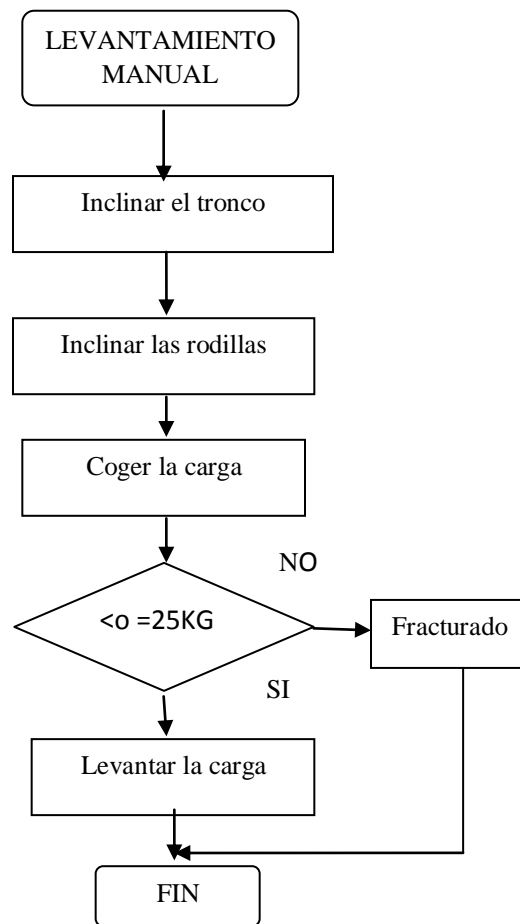 LEVANTAMIENTO
MANUAL
Inclinar el tronco
Inclinar las rodillas
Coger la carga
NO
<o =25KG
Fracturado
SI
Levantar la carga
FIN